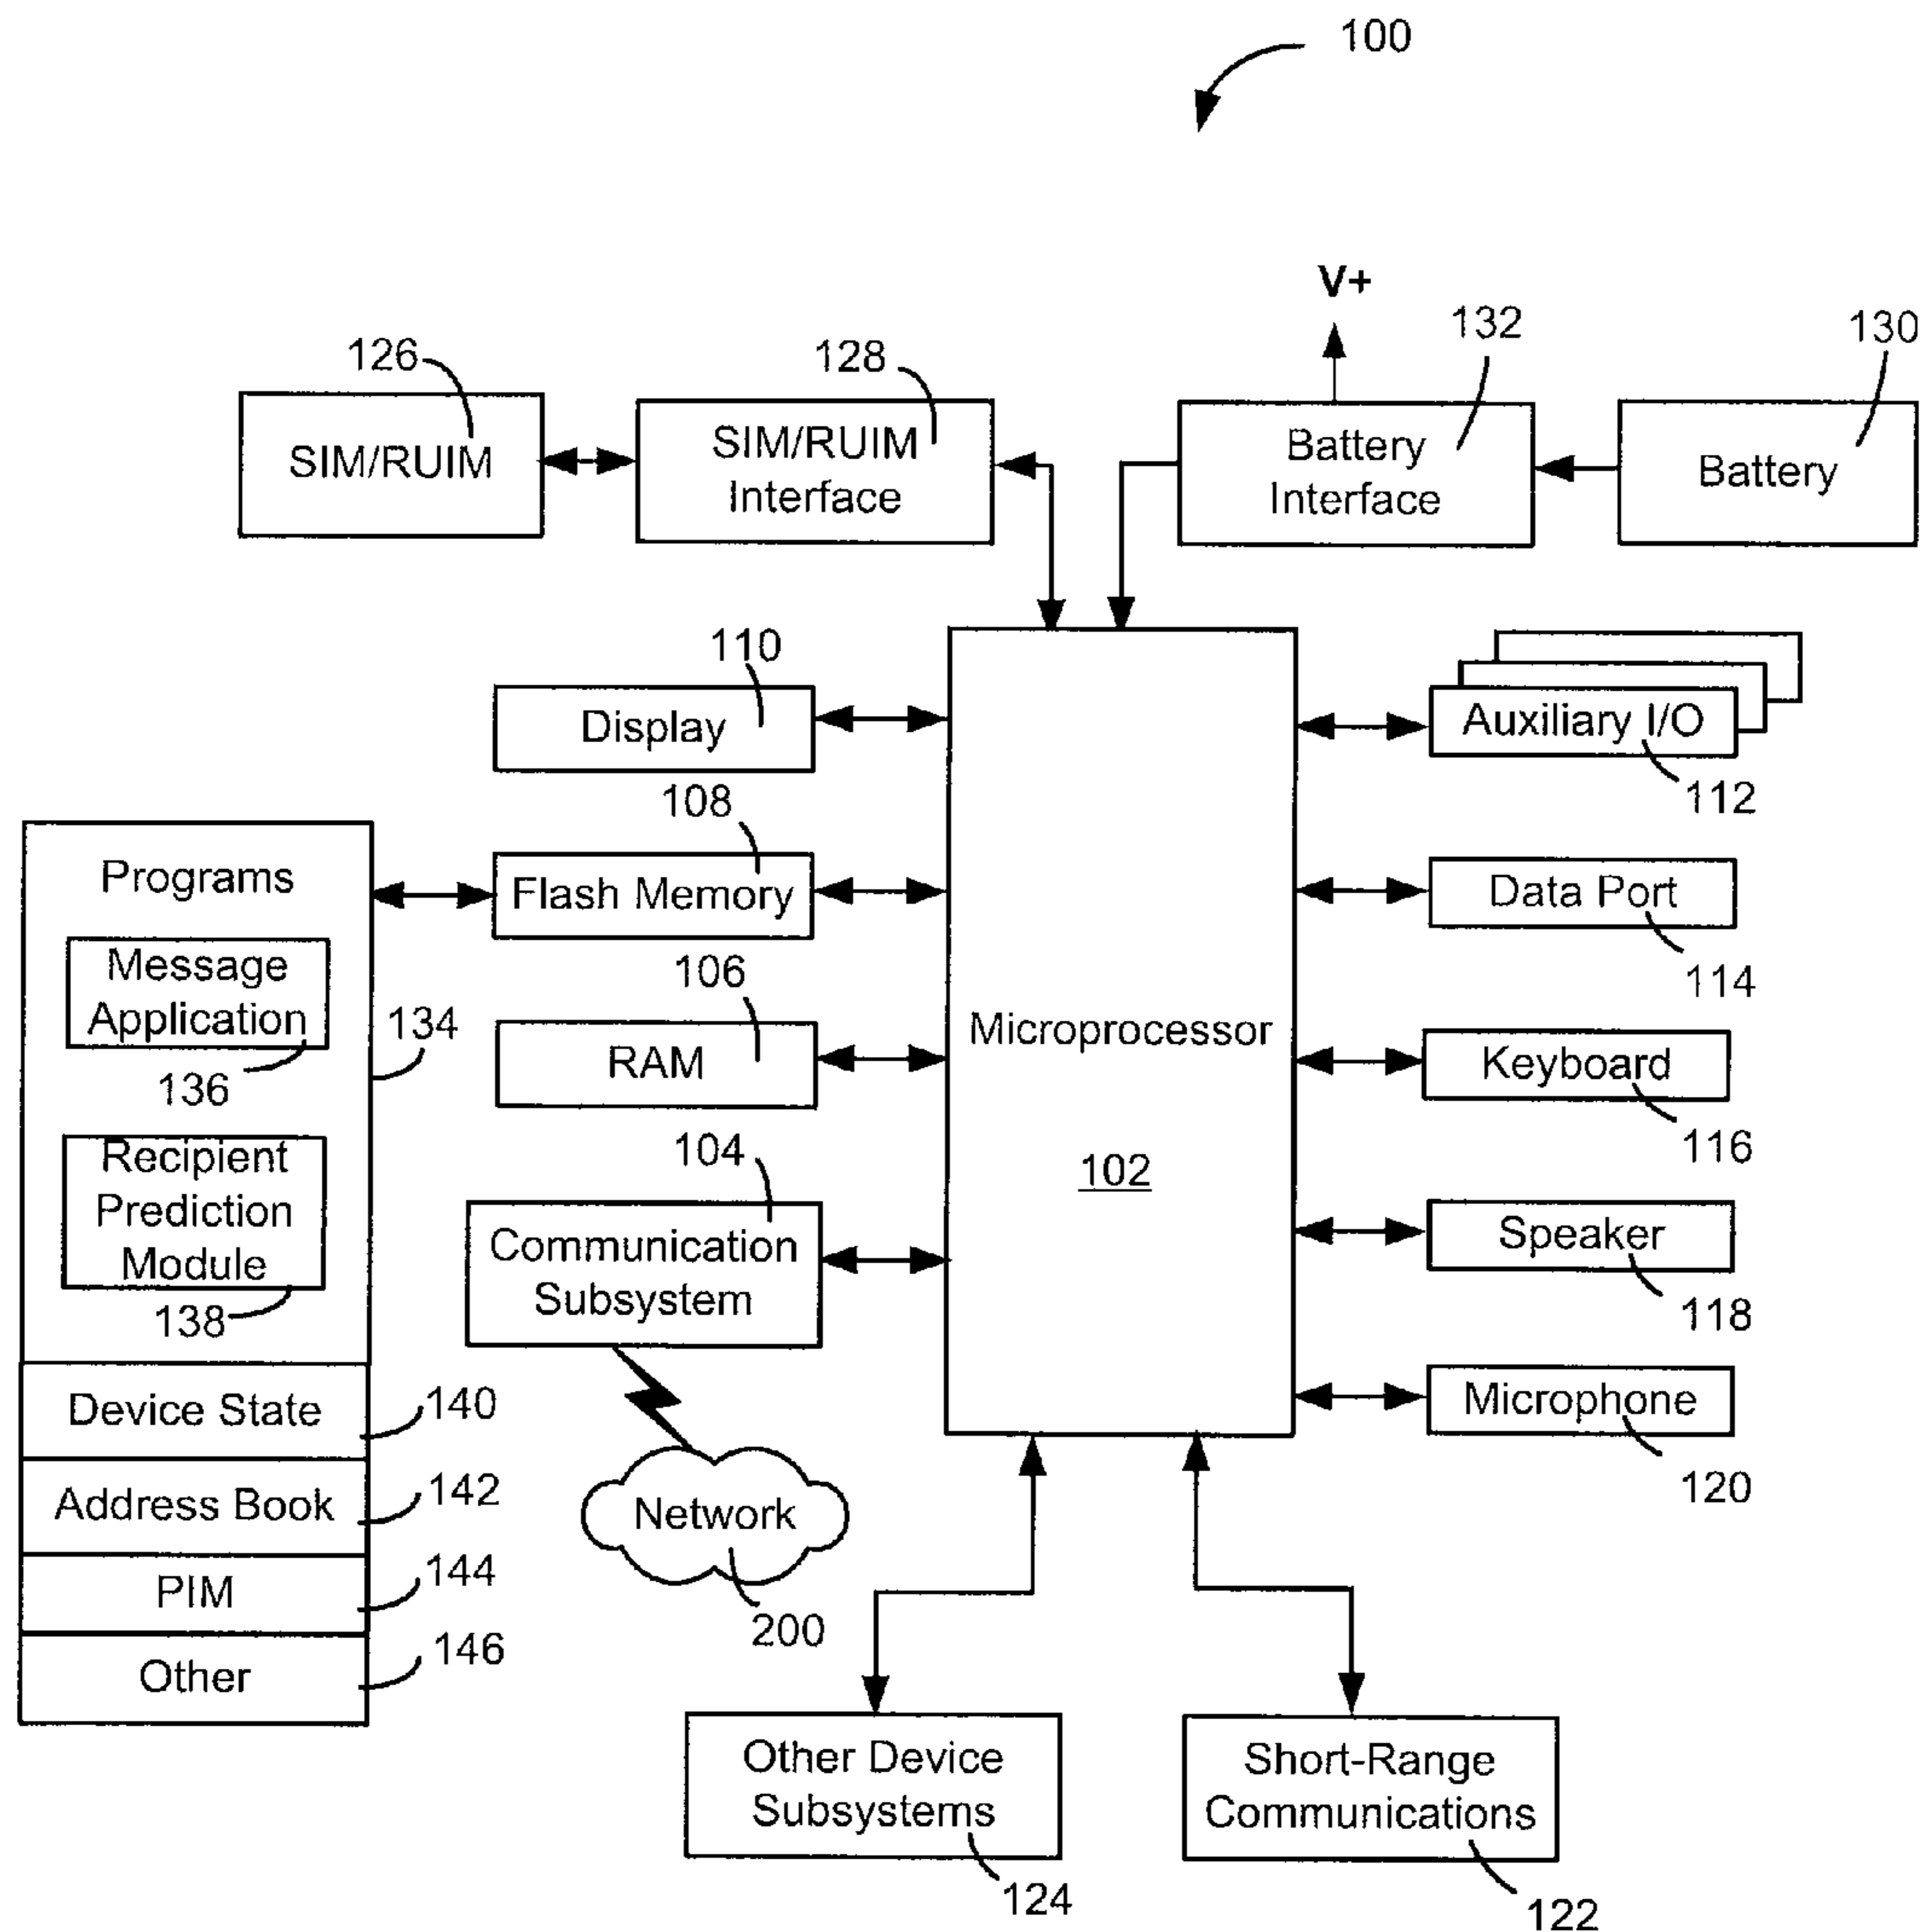 100
V+
126
128
132
130
SIM/RUIM
SIM/RUIM
Interface
Battery
Interface
Battery
110
Display
Auxiliary I/O
112
108
Programs
Flash Memory
Data Port
114
Message
Application
136
134
106
RAM
Microprocessor
102
Keyboard
116
Recipient
Prediction
Module
138
104
Communication
Subsystem
Speaker
118
Device State
140
Microphone
120
Address Book
142
Network
200
PIM
144
Other
146
Other Device
Subsystems
124
Short-Range
Communications
122